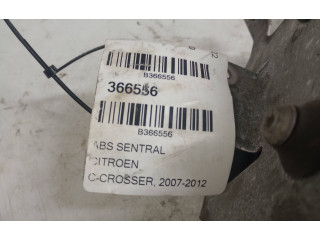 B366556
366556
B366556
ABS SENTRAL
CITROEN
C-CROSSER, 2007-2012